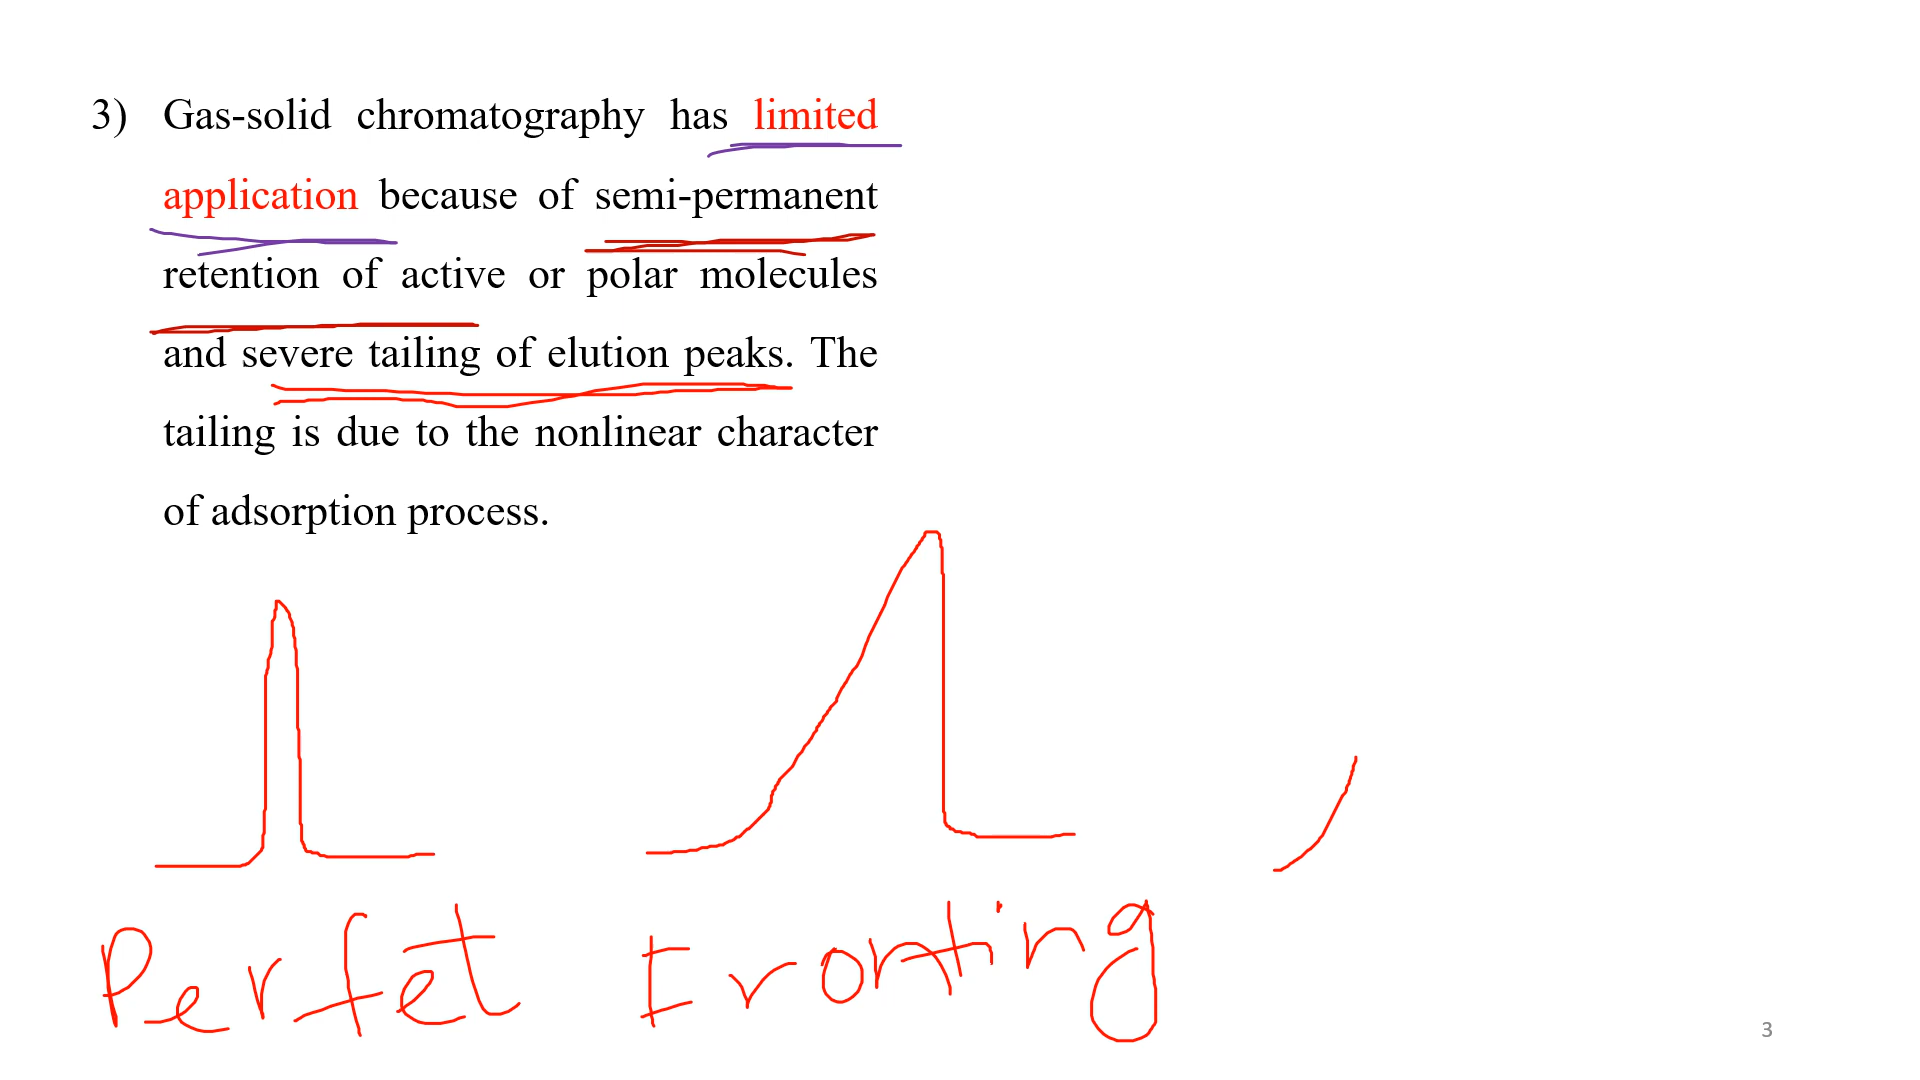 3) Gas-solid chromatography has limited
application because of semi-permanent
retention of active or polar molecules
and severe tailing of elution peaks. The
tailing is due to the nonlinear character
of adsorption process.
Perfet Fronting
3